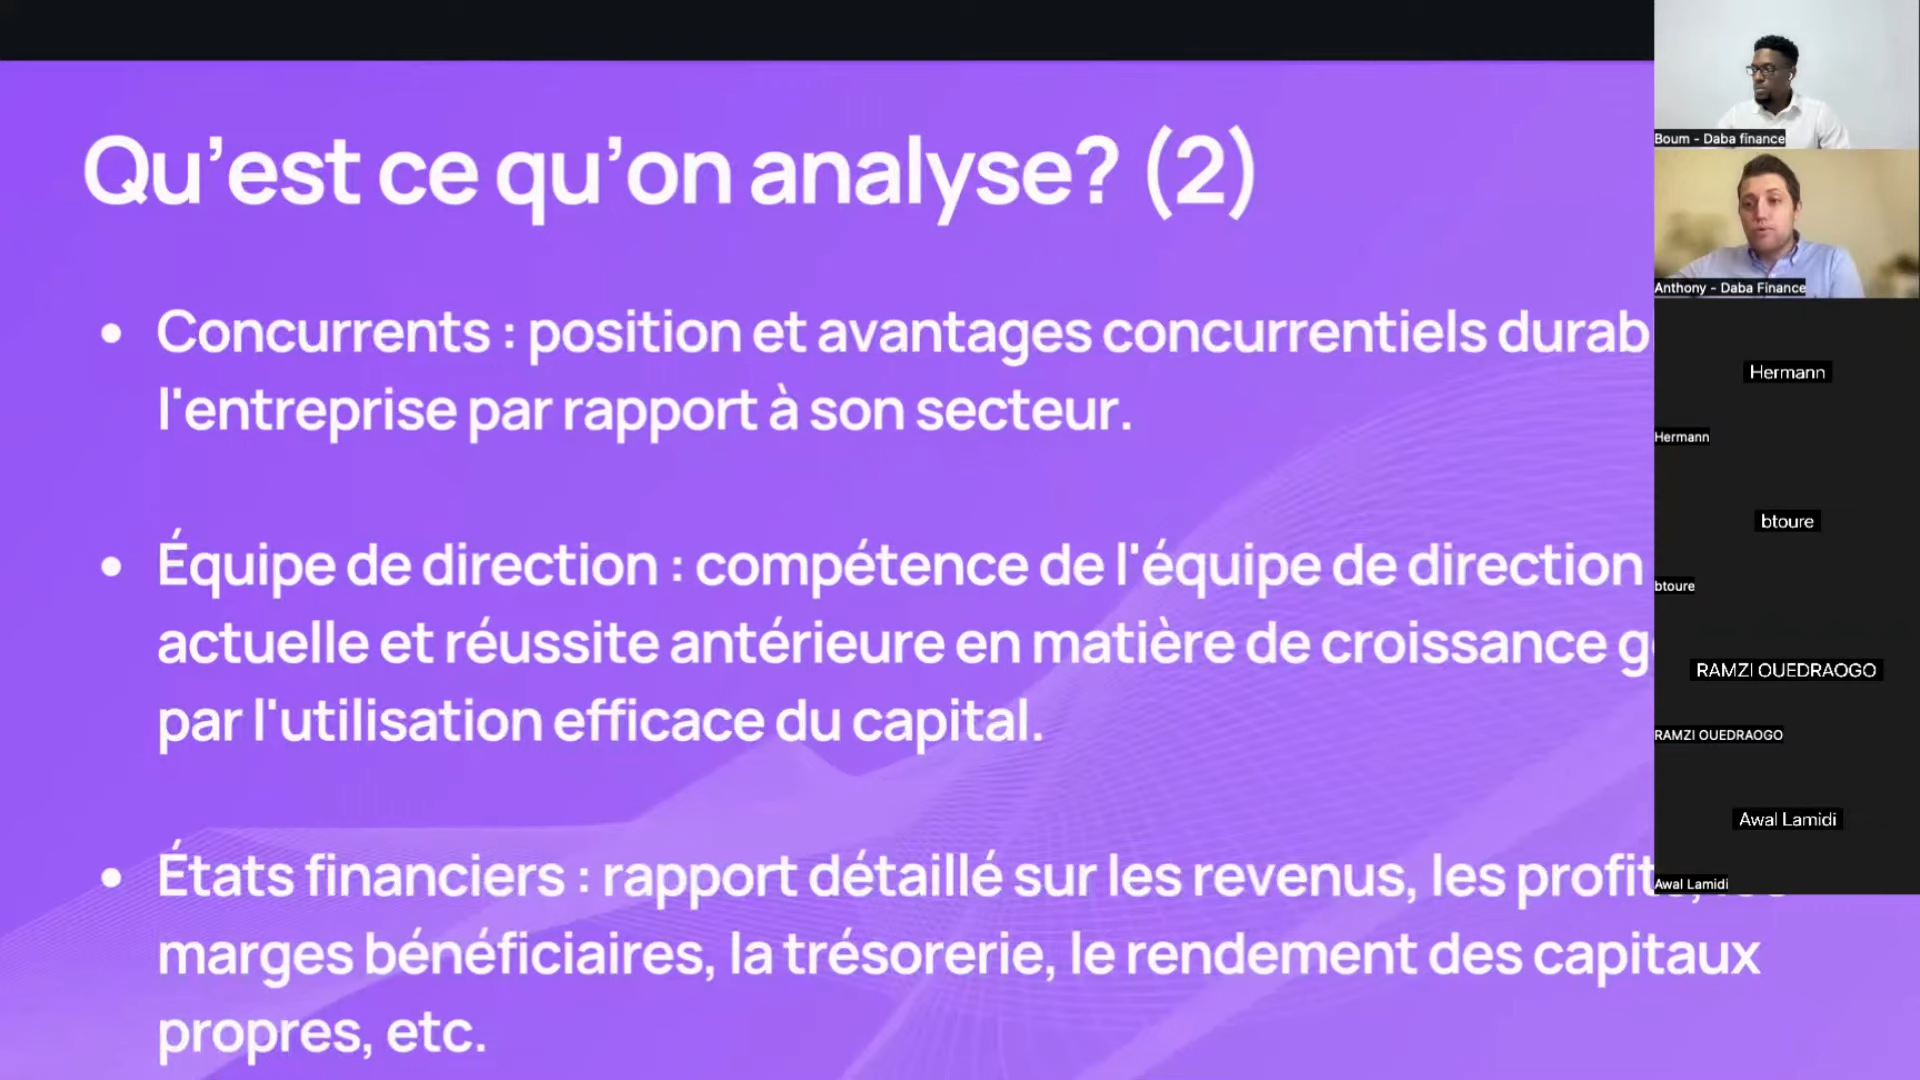 Qu’est ce qu’on analyse? (2)
• Concurrents : position et avantages concurrentiels
l'entreprise par rapport à son secteur.
• Équipe de direction : compétence de l'équipe de direction
actuelle et réussite antérieure en matière de croissance
par l'utilisation efficace du capital.
• États financiers : rapport détaillé sur les revenus, les
marges bénéficiaires, la trésorerie, le rendement des capitaux
propres, etc.
Boum - Daba finance
Anthony - Daba Finance
Hermann
Hermann
btoure
btoure
RAMZI OUEDRAOGO
RAMZI OUEDRAOGO
Awal Lamidi
Awal Lamidi